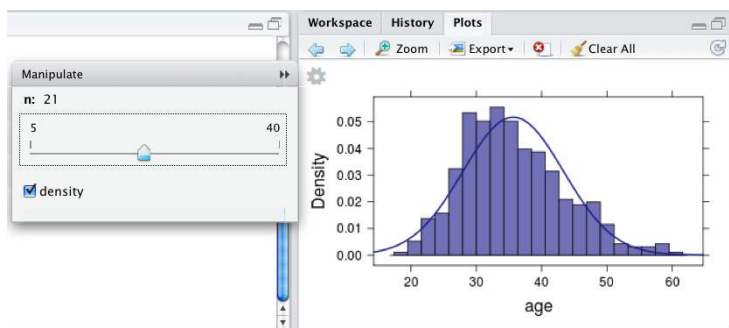 Manipulate
n: 21
5 40
density
Workspace History Plots
Zoom Export Clear All
0.05
0.04
0.03
0.02
0.01
0.00
Density
20 30 40 50 60
age